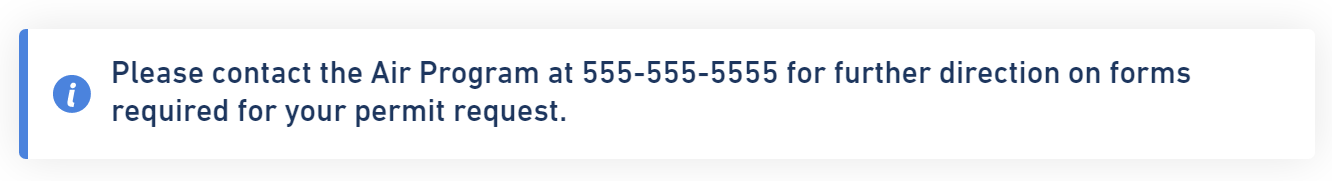 Please contact the Air Program at 555-555-5555 for further direction on forms
required for your permit request.